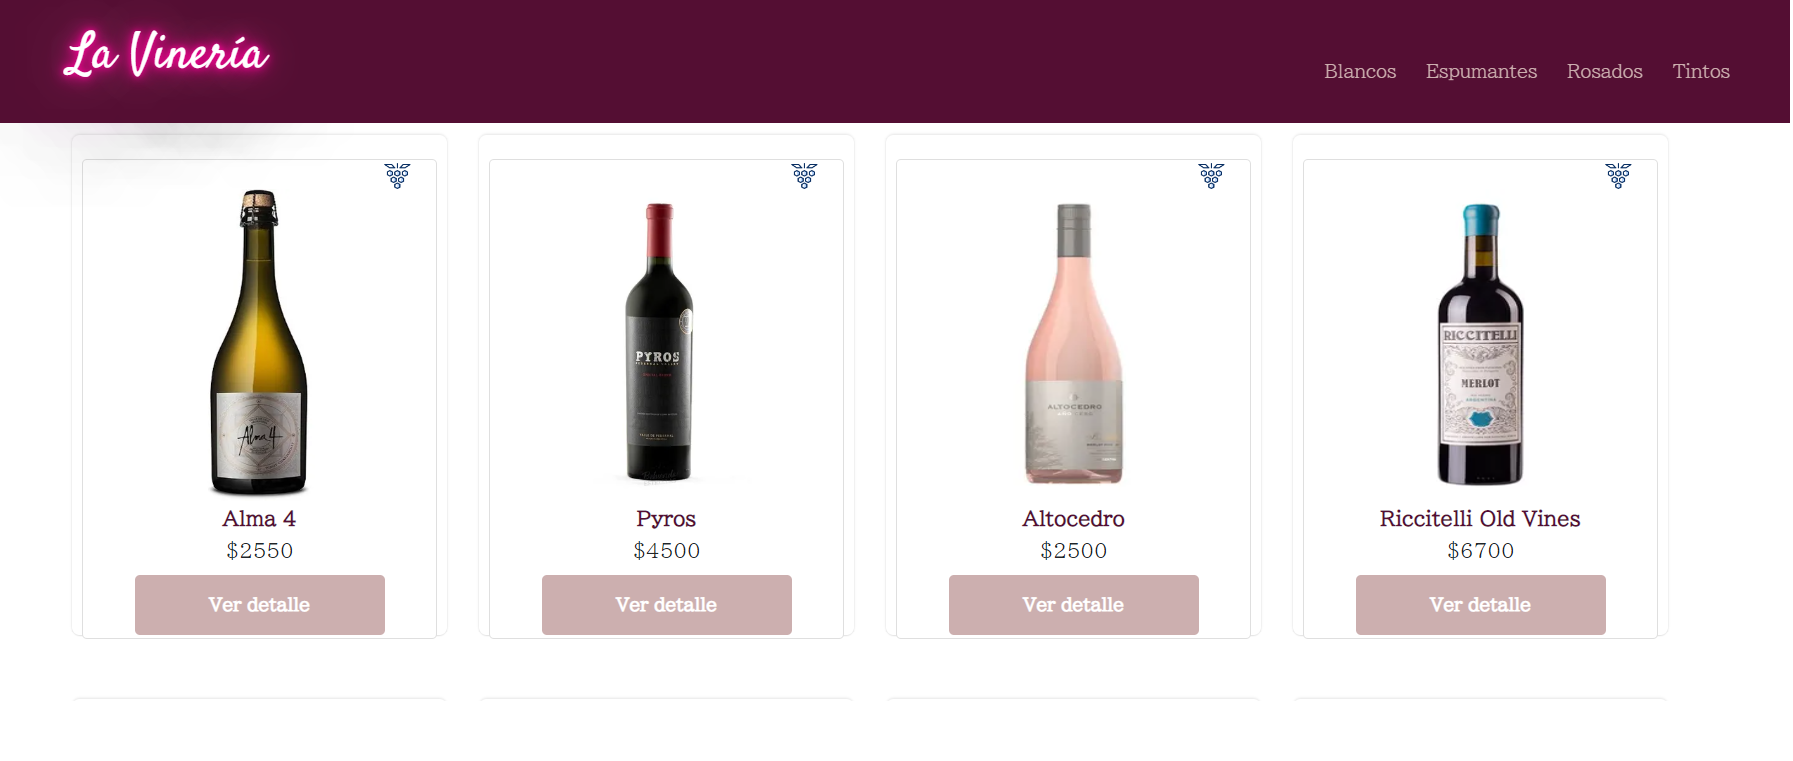 La Vinería
Blancos Espumantes Rosados Tintos
Alma 4
PYROS
ALTOCEDRO
RICCITELLI
MERLOT
ARGENTINA
Alma 4
$2550
Ver detalle
Pyros
$4500
Ver detalle
Altocedro
$2500
Ver detalle
Riccitelli Old Vines
$6700
Ver detalle